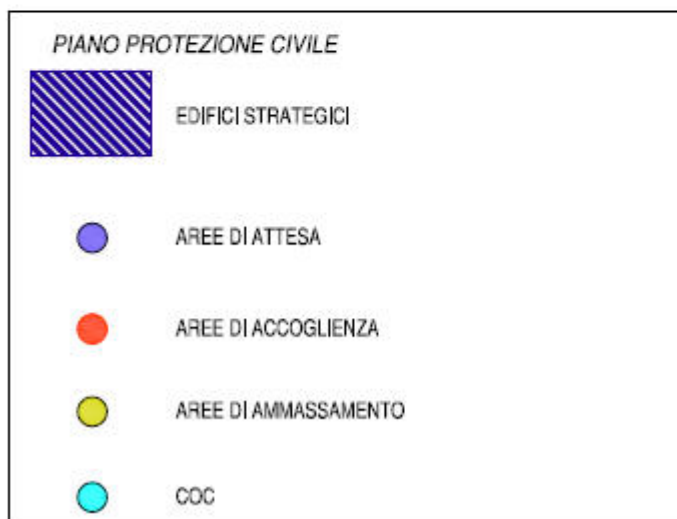 PIANO PROTEZIONE CIVILE
EDIFICI STRATEGICI
AREE DI ATTESA
AREE DI ACCOGLIENZA
AREE DI AMMASSAMENTO
COC